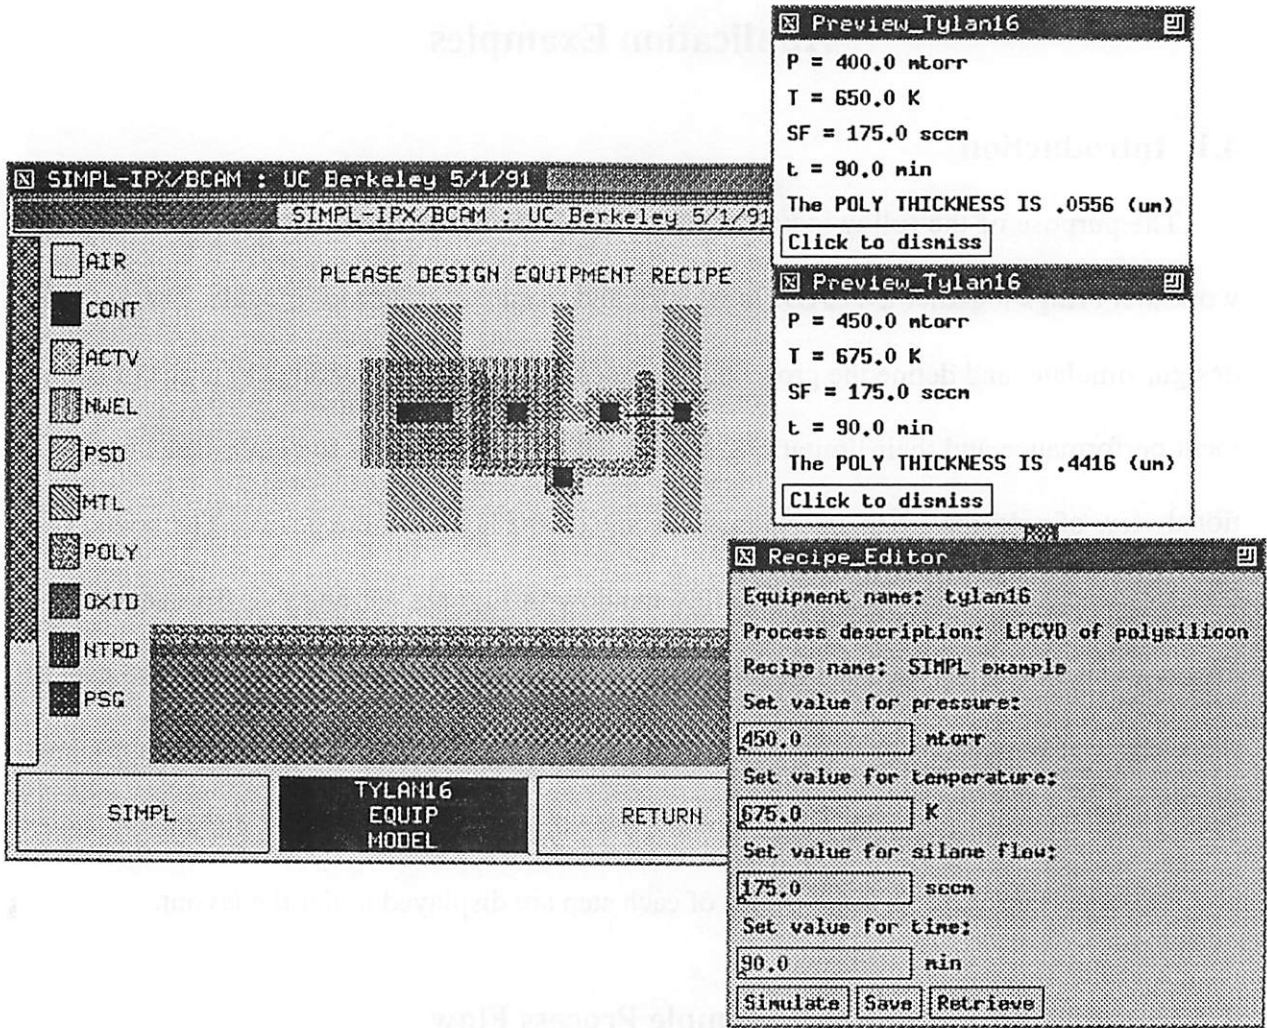 SIMPL-IPX/BCAM : UC Berkeley 5/1/91
SIMPL-IPX/BCAM : UC Berkeley 5/1/91
AIR
CONT
ACTV
NWEL
PSD
MTL
POLY
OXID
NTRD
PSG
PLEASE DESIGN EQUIPMENT RECIPE
SIMPL
TYLAN16
EQUIP
MODEL
RETURN
Preview_Tylan16
P = 400.0 mtorr
T = 650.0 K
SF = 175.0 sccm
t = 90.0 min
The POLY THICKNESS IS .0556 (um)
Click to dismiss
Preview_Tylan16
P = 450.0 mtorr
T = 675.0 K
SF = 175.0 sccm
t = 90.0 min
The POLY THICKNESS IS .4416 (um)
Click to dismiss
Recipe_Editor
Equipment name: tylan16
Process description: LPCVD of polysilicon
Recipe name: SIMPL example
Set value for pressure:
450.0 mtorr
Set value for temperature:
675.0 K
Set value for silane flow:
175.0 sccm
Set value for time:
90.0 min
Simulate Save Retrieve